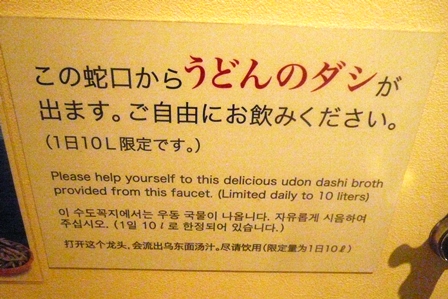 この蛇口からうどんのダシが
出ます。ご自由にお飲みください。
(1日10L限定です。)
Please help yourself to this delicious udon dashi broth
provided from this faucet. (Limited daily to 10 liters)
이 수도꼭지에서는 우동 국물이 나옵니다. 자유롭게 시음하여
주십시오. (1일 10ℓ로 한정되어 있습니다.)
打开这个龙头，会流出乌东面汤汁。尽请饮用(限定量为1日10ℓ)